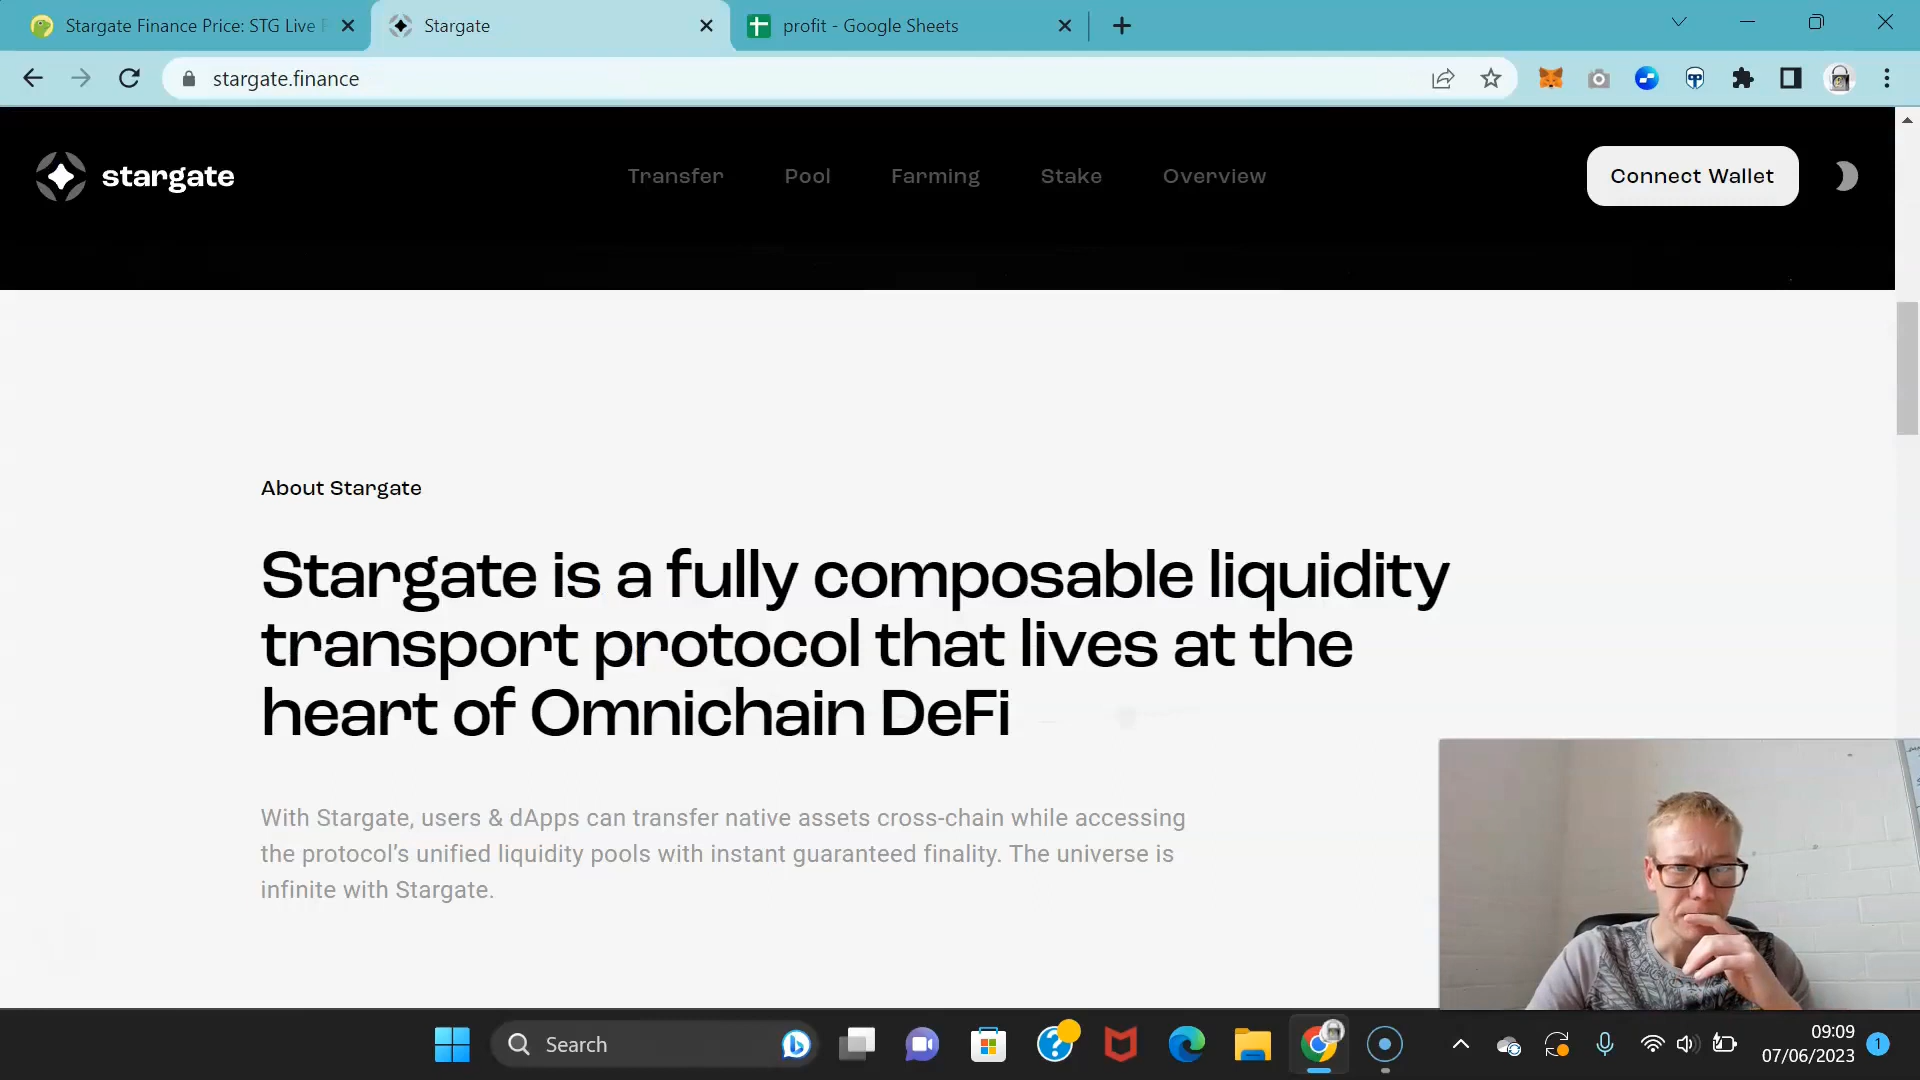 Stargate Finance Price: STG Live
Stargate
profit - Google Sheets
stargate.finance
stargate
Transfer
Pool
Farming
Stake
Overview
Connect Wallet
About Stargate
Stargate is a fully composable liquidity
transport protocol that lives at the
heart of Omnichain DeFi
With Stargate, users & dApps can transfer native assets cross-chain while accessing
the protocol’s unified liquidity pools with instant guaranteed finality. The universe is
infinite with Stargate.
Search
09:09
07/06/2023
1